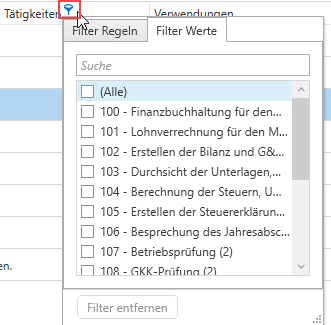 Tätigkeiten Verwendungen
Filter Regeln Filter Werte
Suche
(Alle)
100 - Finanzbuchhaltung für den...
101 - Lohnverrechnung für den M...
102 - Erstellen der Bilanz und G&...
103 - Durchsicht der Unterlagen,...
104 - Berechnung der Steuern, U...
105 - Erstellen der Steuererklärun...
106 - Besprechung des Jahresabsc...
107 - Betriebsprüfung (2)
108 - GKK-Prüfung (2)
en.
Filter entfernen